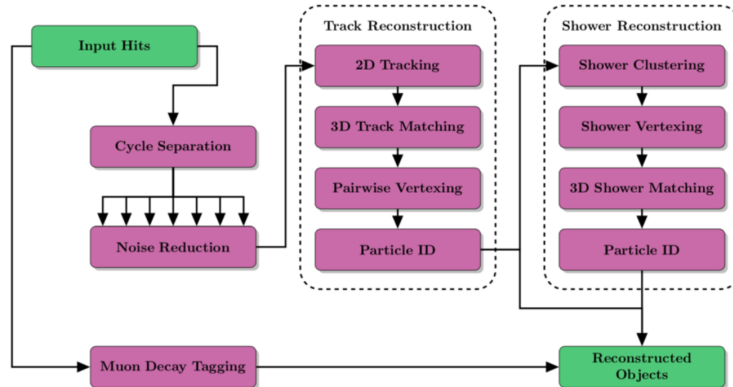 Input Hits
Cycle Separation
Noise Reduction
Muon Decay Tagging
Track Reconstruction
2D Tracking
3D Track Matching
Pairwise Vertexing
Particle ID
Shower Reconstruction
Shower Clustering
Shower Vertexing
3D Shower Matching
Particle ID
Reconstructed
Objects